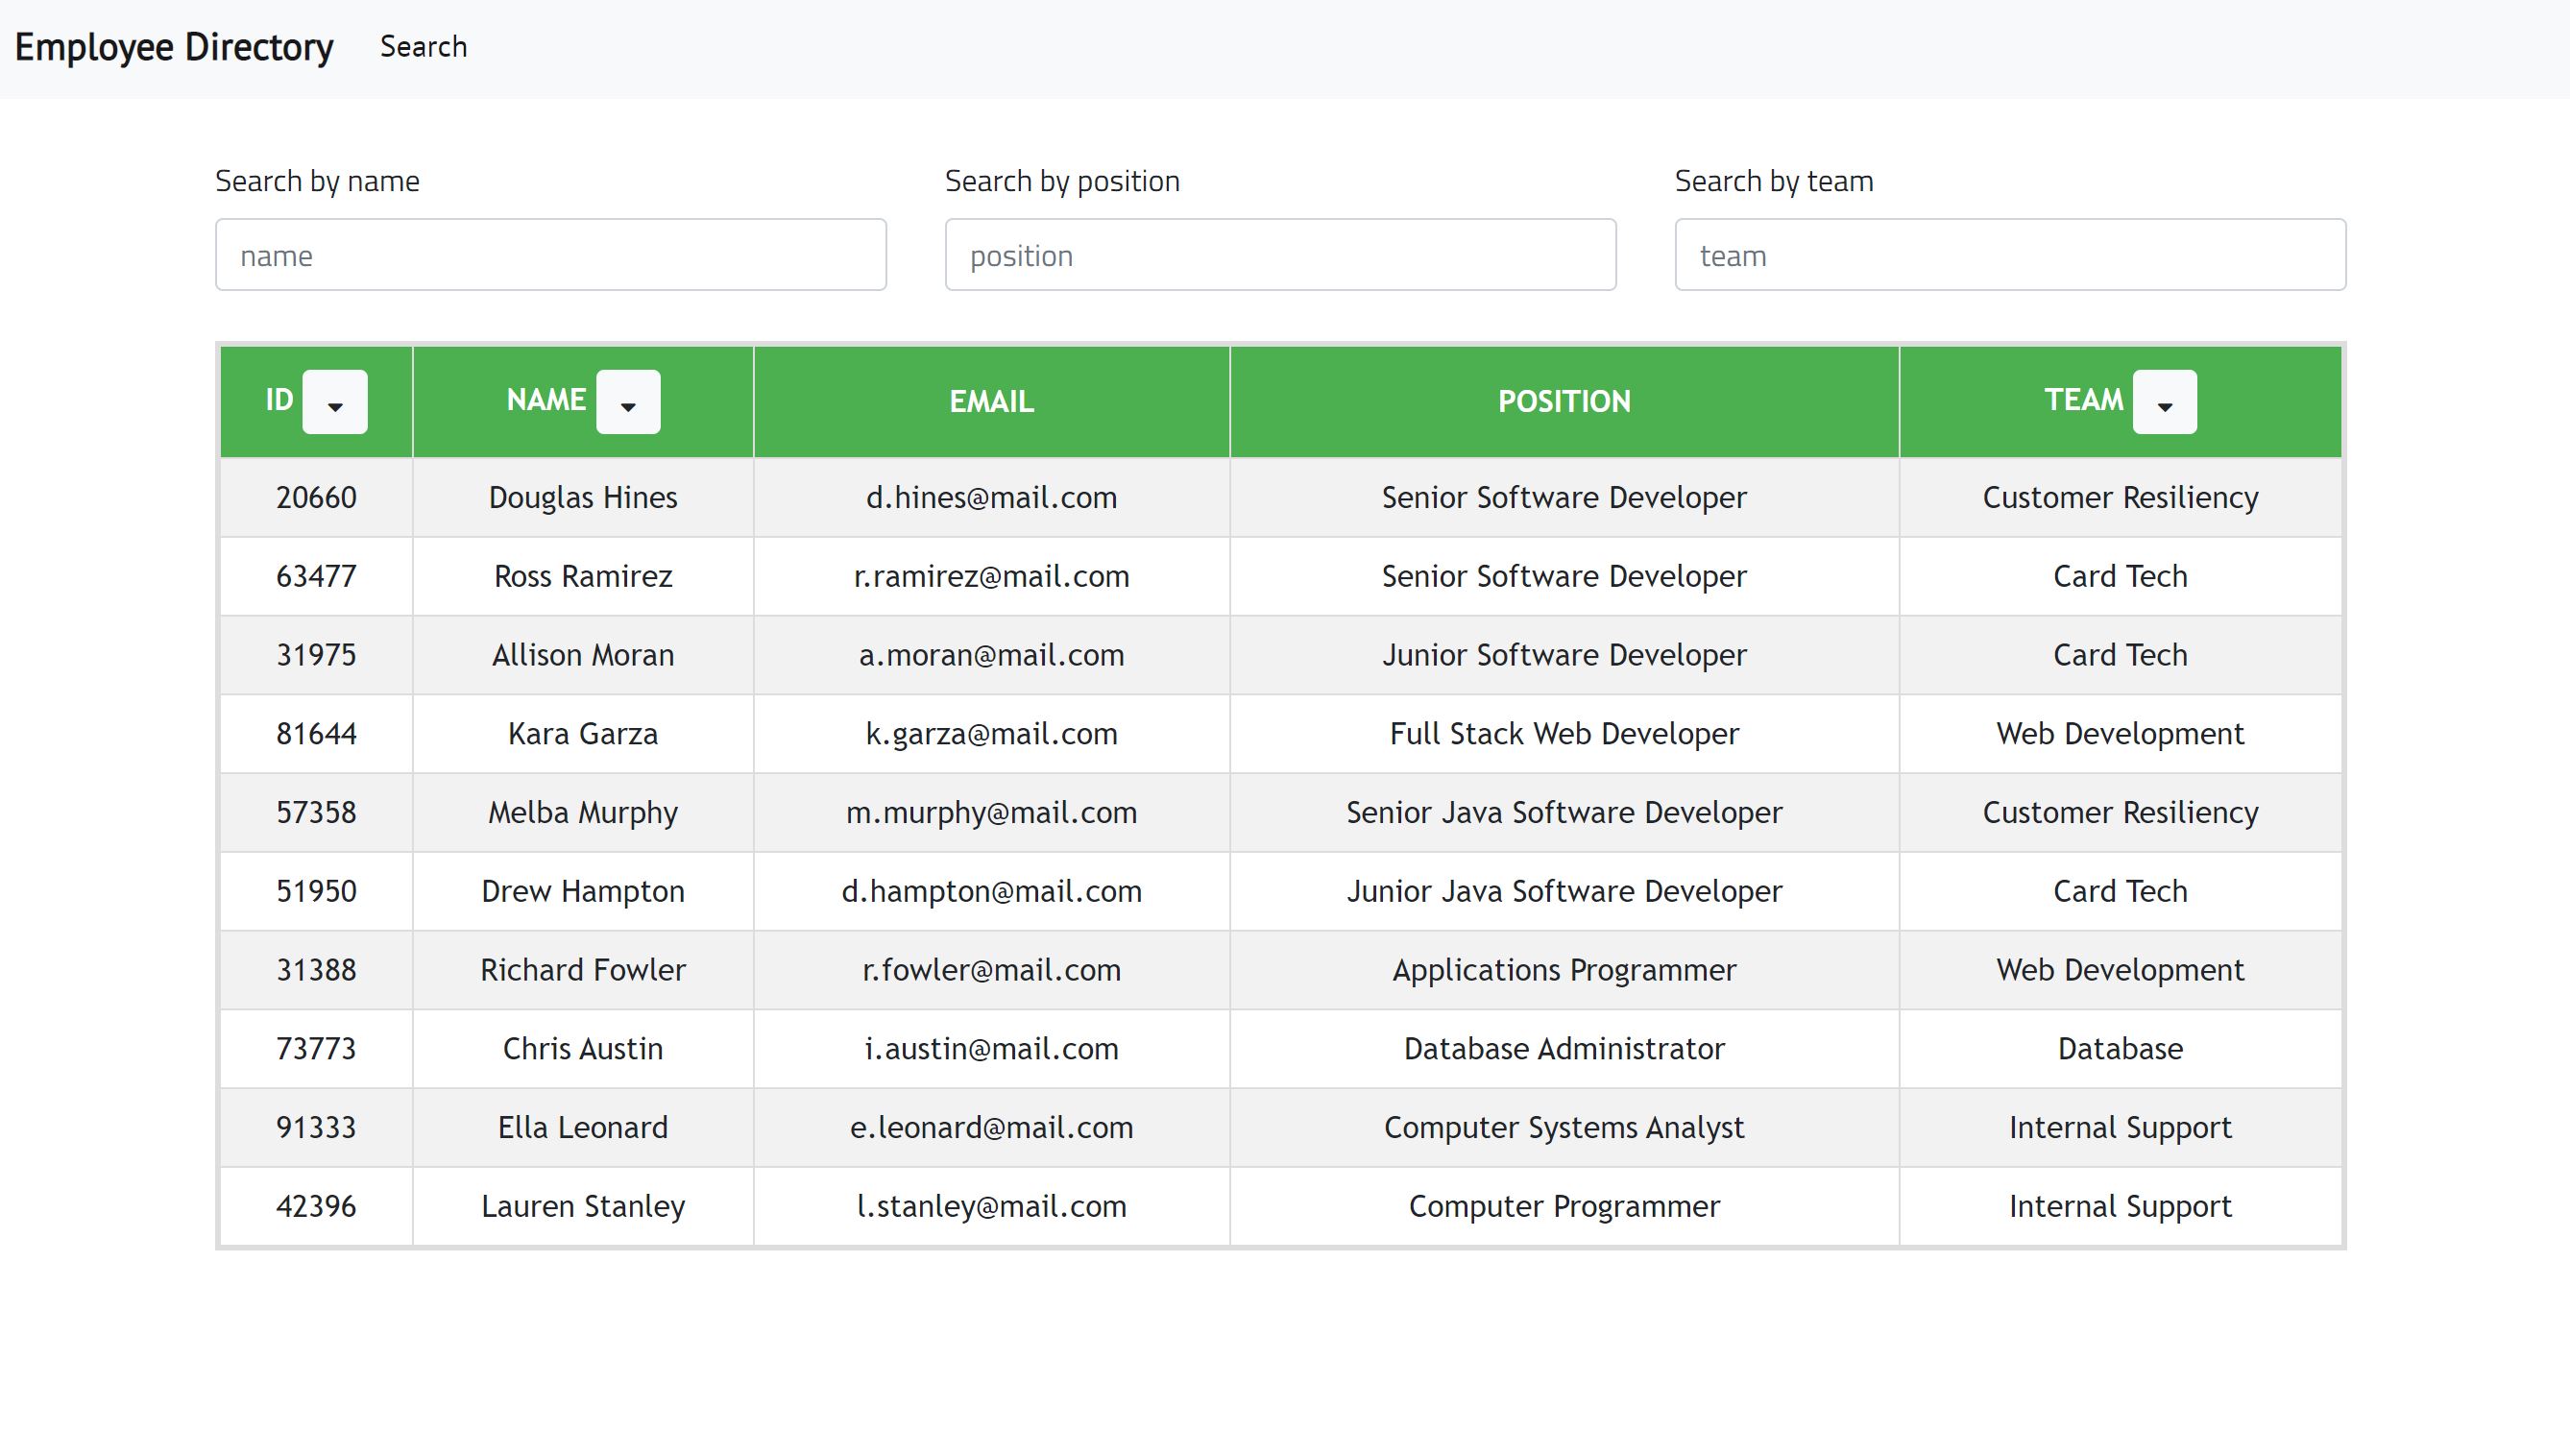 Employee Directory Search
Search by name Search by position Search by team
name position team
ID NAME EMAIL POSITION TEAM
20660 Douglas Hines d.hines@mail.com Senior Software Developer Customer Resiliency
63477 Ross Ramirez r.ramirez@mail.com Senior Software Developer Card Tech
31975 Allison Moran a.moran@mail.com Junior Software Developer Card Tech
81644 Kara Garza k.garza@mail.com Full Stack Web Developer Web Development
57358 Melba Murphy m.murphy@mail.com Senior Java Software Developer Customer Resiliency
51950 Drew Hampton d.hampton@mail.com Junior Java Software Developer Card Tech
31388 Richard Fowler r.fowler@mail.com Applications Programmer Web Development
73773 Chris Austin i.austin@mail.com Database Administrator Database
91333 Ella Leonard e.leonard@mail.com Computer Systems Analyst Internal Support
42396 Lauren Stanley l.stanley@mail.com Computer Programmer Internal Support